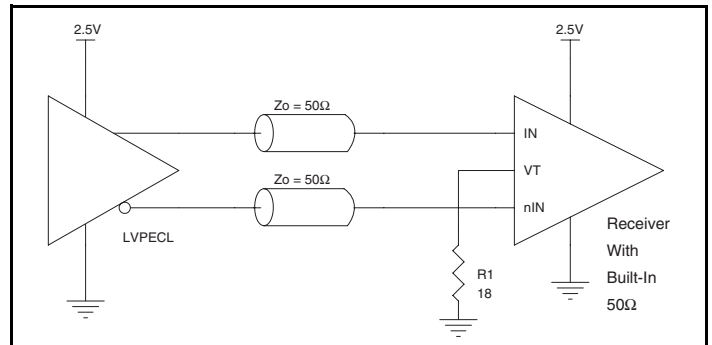 2.5V
2.5V
Zo = 50Ω
IN
VT
Zo = 50Ω
nIN
LVPECL
Receiver
With
Built-In
50Ω
R1
18